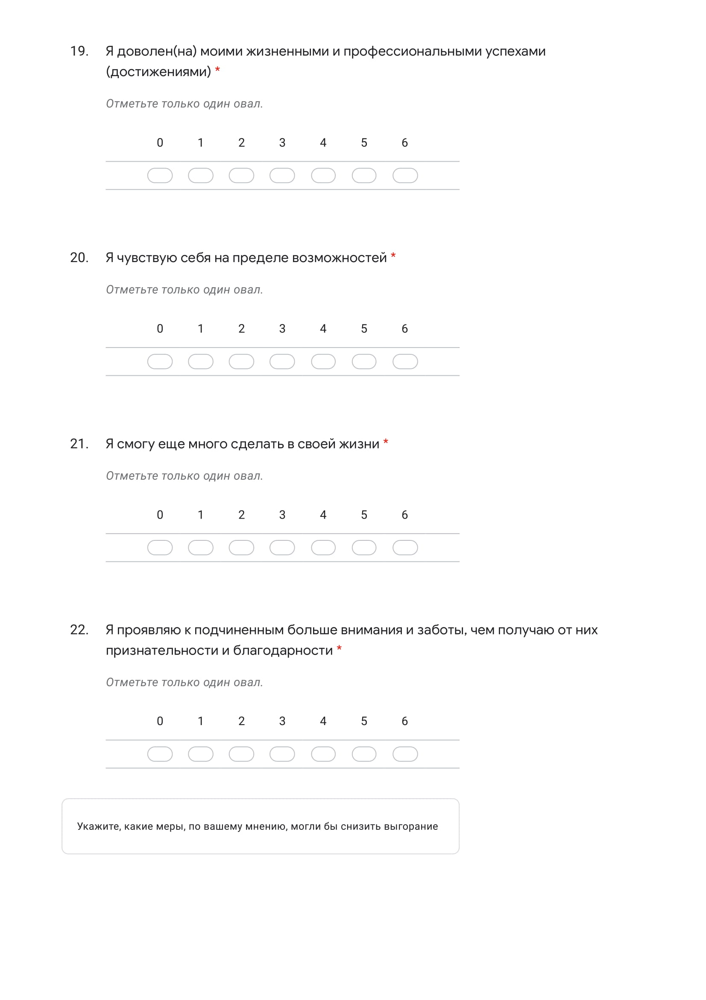 19. Я доволен(на) моими жизненными и профессиональными успехами
(достижениями) *
Отметьте только один овал.
0 1 2 3 4 5 6
20. Я чувствую себя на пределе возможностей *
Отметьте только один овал.
0 1 2 3 4 5 6
21. Я смогу еще много сделать в своей жизни *
Отметьте только один овал.
0 1 2 3 4 5 6
22. Я проявляю к подчиненным больше внимания и заботы, чем получаю от них
признательности и благодарности *
Отметьте только один овал.
0 1 2 3 4 5 6
Укажите, какие меры, по вашему мнению, могли бы снизить выгорание